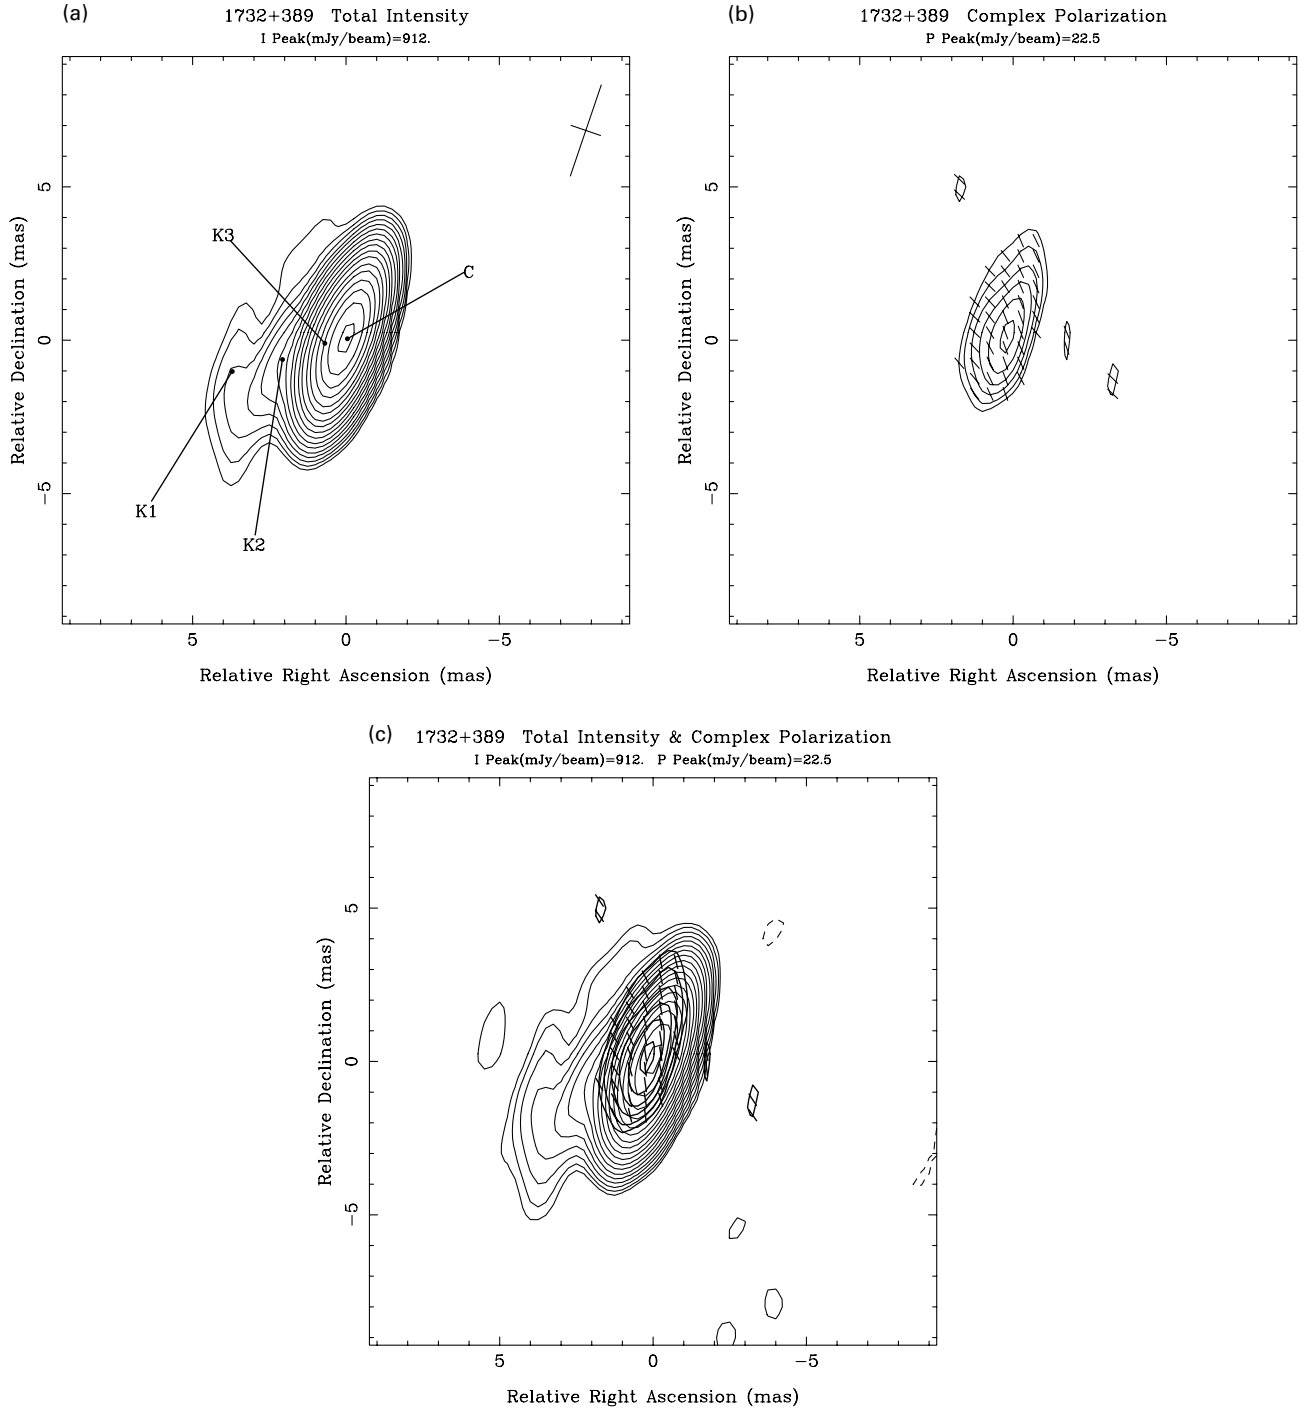 (a)
1732+389 Total Intensity
I Peak(mJy/beam)=912.
Relative Declination (mas)
5
0
−5
K3
C
K1
K2
5 0 −5
Relative Right Ascension (mas)
(b)
1732+389 Complex Polarization
P Peak(mJy/beam)=22.5
Relative Declination (mas)
5
0
−5
5 0 −5
Relative Right Ascension (mas)
(c)
1732+389 Total Intensity & Complex Polarization
I Peak(mJy/beam)=912. P Peak(mJy/beam)=22.5
Relative Declination (mas)
5
0
−5
5 0 −5
Relative Right Ascension (mas)